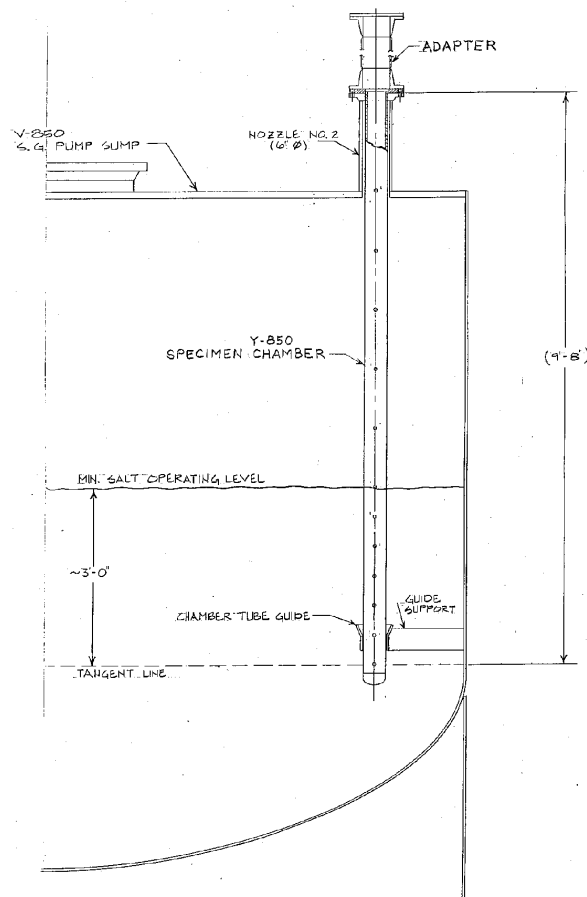 ADAPTER
V-850
S.G. PUMP SUMP
NOZZLE NO. 2
(6" Ø)
Y-850
SPECIMEN CHAMBER
(9'-8")
MIN. SALT OPERATING LEVEL
~3'-0"
CHAMBER TUBE GUIDE
GUIDE
SUPPORT
TANGENT LINE